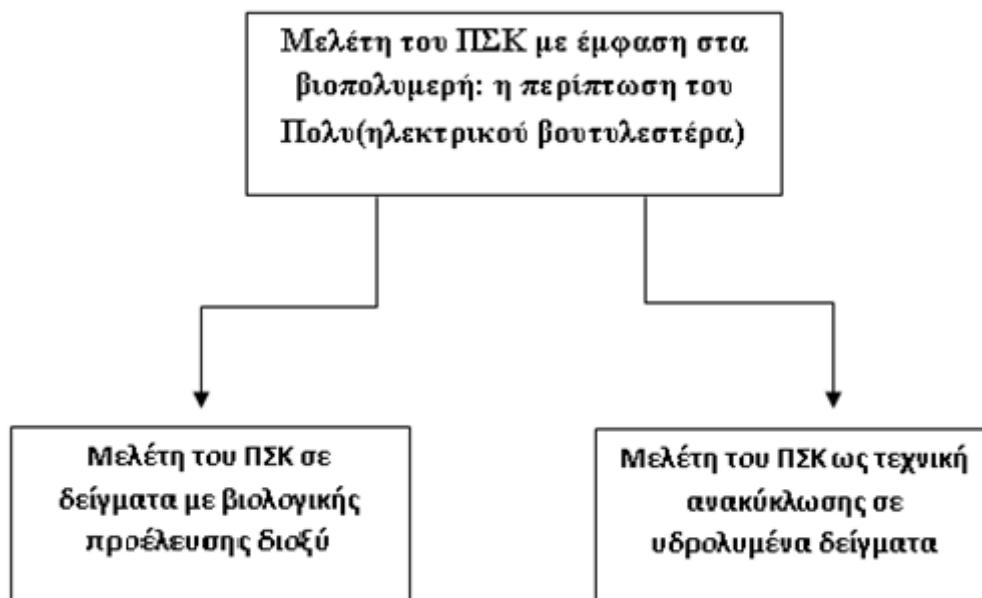 Μελέτη του ΠΣΚ με έμφαση στα
βιοπολυμερή: η περίπτωση του
Πολυ(ηλεκτρικού βουτυλεστέρα)
Μελέτη του ΠΣΚ σε
δείγματα με βιολογικής
προέλευσης διοξύ
Μελέτη του ΠΣΚ ως τεχνική
ανακύκλωσης σε
υδρολυμένα δείγματα